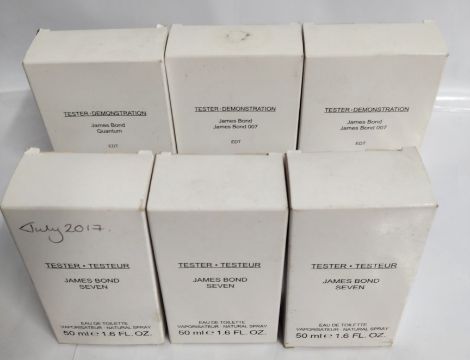 TESTER-DEMONSTRATION
James Bond
Quantum
EDT
TESTER-DEMONSTRATION
James Bond
James Bond 007
EDT
TESTER-DEMONSTRATION
James Bond
James Bond 007
EDT
July 2017.
TESTER • TESTEUR
JAMES BOND
SEVEN
EAU DE TOILETTE
VAPORISATEUR · NATURAL SPRAY
50 ml ℮ 1.6 FL. OZ.
TESTER • TESTEUR
JAMES BOND
SEVEN
EAU DE TOILETTE
VAPORISATEUR · NATURAL SPRAY
50 ml ℮ 1.6 FL. OZ.
TESTER • TESTEUR
JAMES BOND
SEVEN
EAU DE TOILETTE
VAPORISATEUR · NATURAL SPRAY
50 ml ℮ 1.6 FL. OZ.